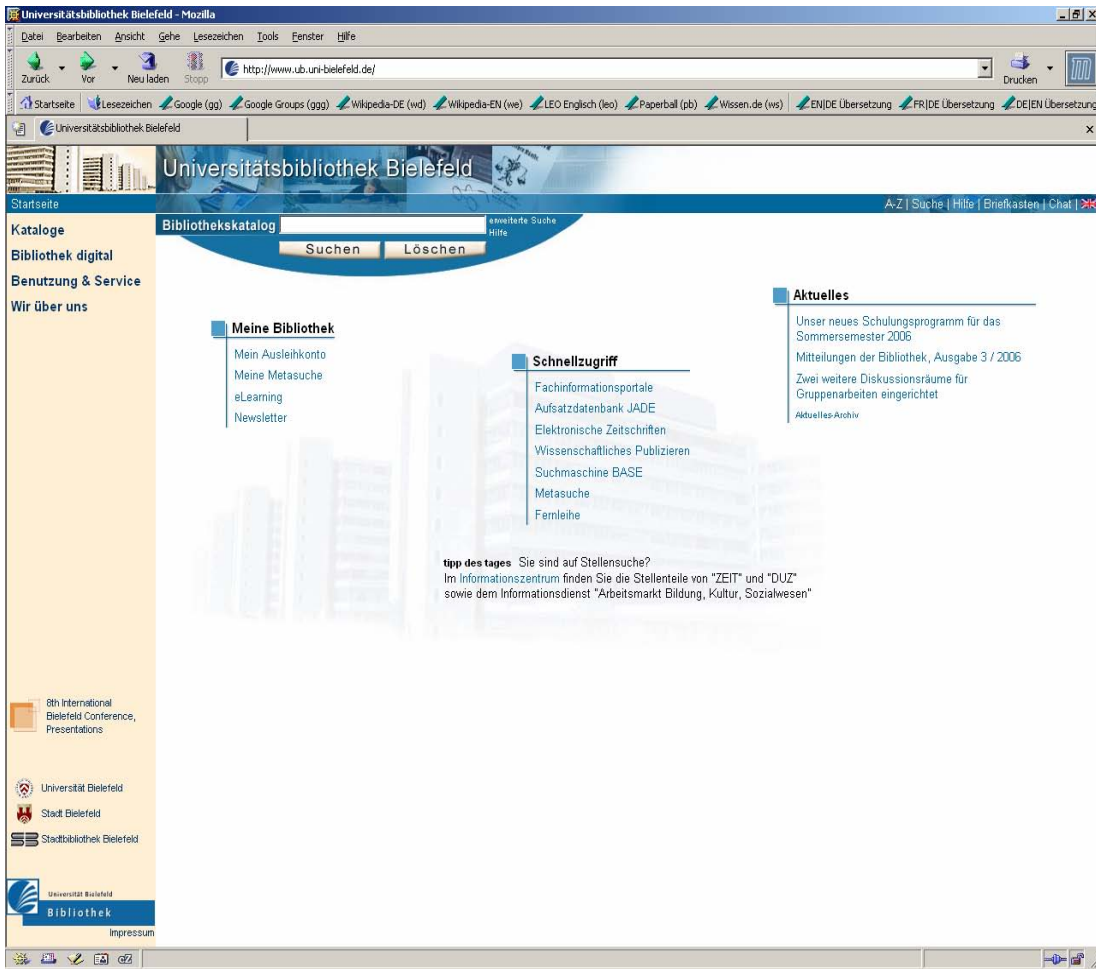 Universitätsbibliothek Bielefeld - Mozilla
Datei Bearbeiten Ansicht Gehe Lesezeichen Tools Fenster Hilfe
Zurück Vor Neu laden Stopp http://www.ub.uni-bielefeld.de/ Drucken
Startseite Lesezeichen Google (gg) Google Groups (ggg) Wikipedia-DE (wd) Wikipedia-EN (we) LEO Englisch (leo) Paperball (pb) Wissen.de (ws) EN|DE Übersetzung FR|DE Übersetzung DE|EN Übersetzung
Universitätsbibliothek Bielefeld
Universitätsbibliothek Bielefeld
Startseite A-Z | Suche | Hilfe | Briefkasten | Chat |
Bibliothekskatalog erweiterte Suche
Hilfe
Suchen Löschen
Kataloge
Bibliothek digital
Benutzung & Service
Wir über uns
Meine Bibliothek
Mein Ausleihkonto
Meine Metasuche
eLearning
Newsletter
Schnellzugriff
Fachinformationsportale
Aufsatzdatenbank JADE
Elektronische Zeitschriften
Wissenschaftliches Publizieren
Suchmaschine BASE
Metasuche
Fernleihe
Aktuelles
Unser neues Schulungsprogramm für das
Sommersemester 2006
Mitteilungen der Bibliothek, Ausgabe 3 / 2006
Zwei weitere Diskussionsräume für
Gruppenarbeiten eingerichtet
Aktuelles-Archiv
tipp des tages Sie sind auf Stellensuche?
Im Informationszentrum finden Sie die Stellenteile von "ZEIT" und "DUZ"
sowie dem Informationsdienst "Arbeitsmarkt Bildung, Kultur, Sozialwesen"
8th International
Bielefeld Conference,
Presentations
Universität Bielefeld
Stadt Bielefeld
Stadtbibliothek Bielefeld
Universität Bielefeld
Bibliothek
Impressum